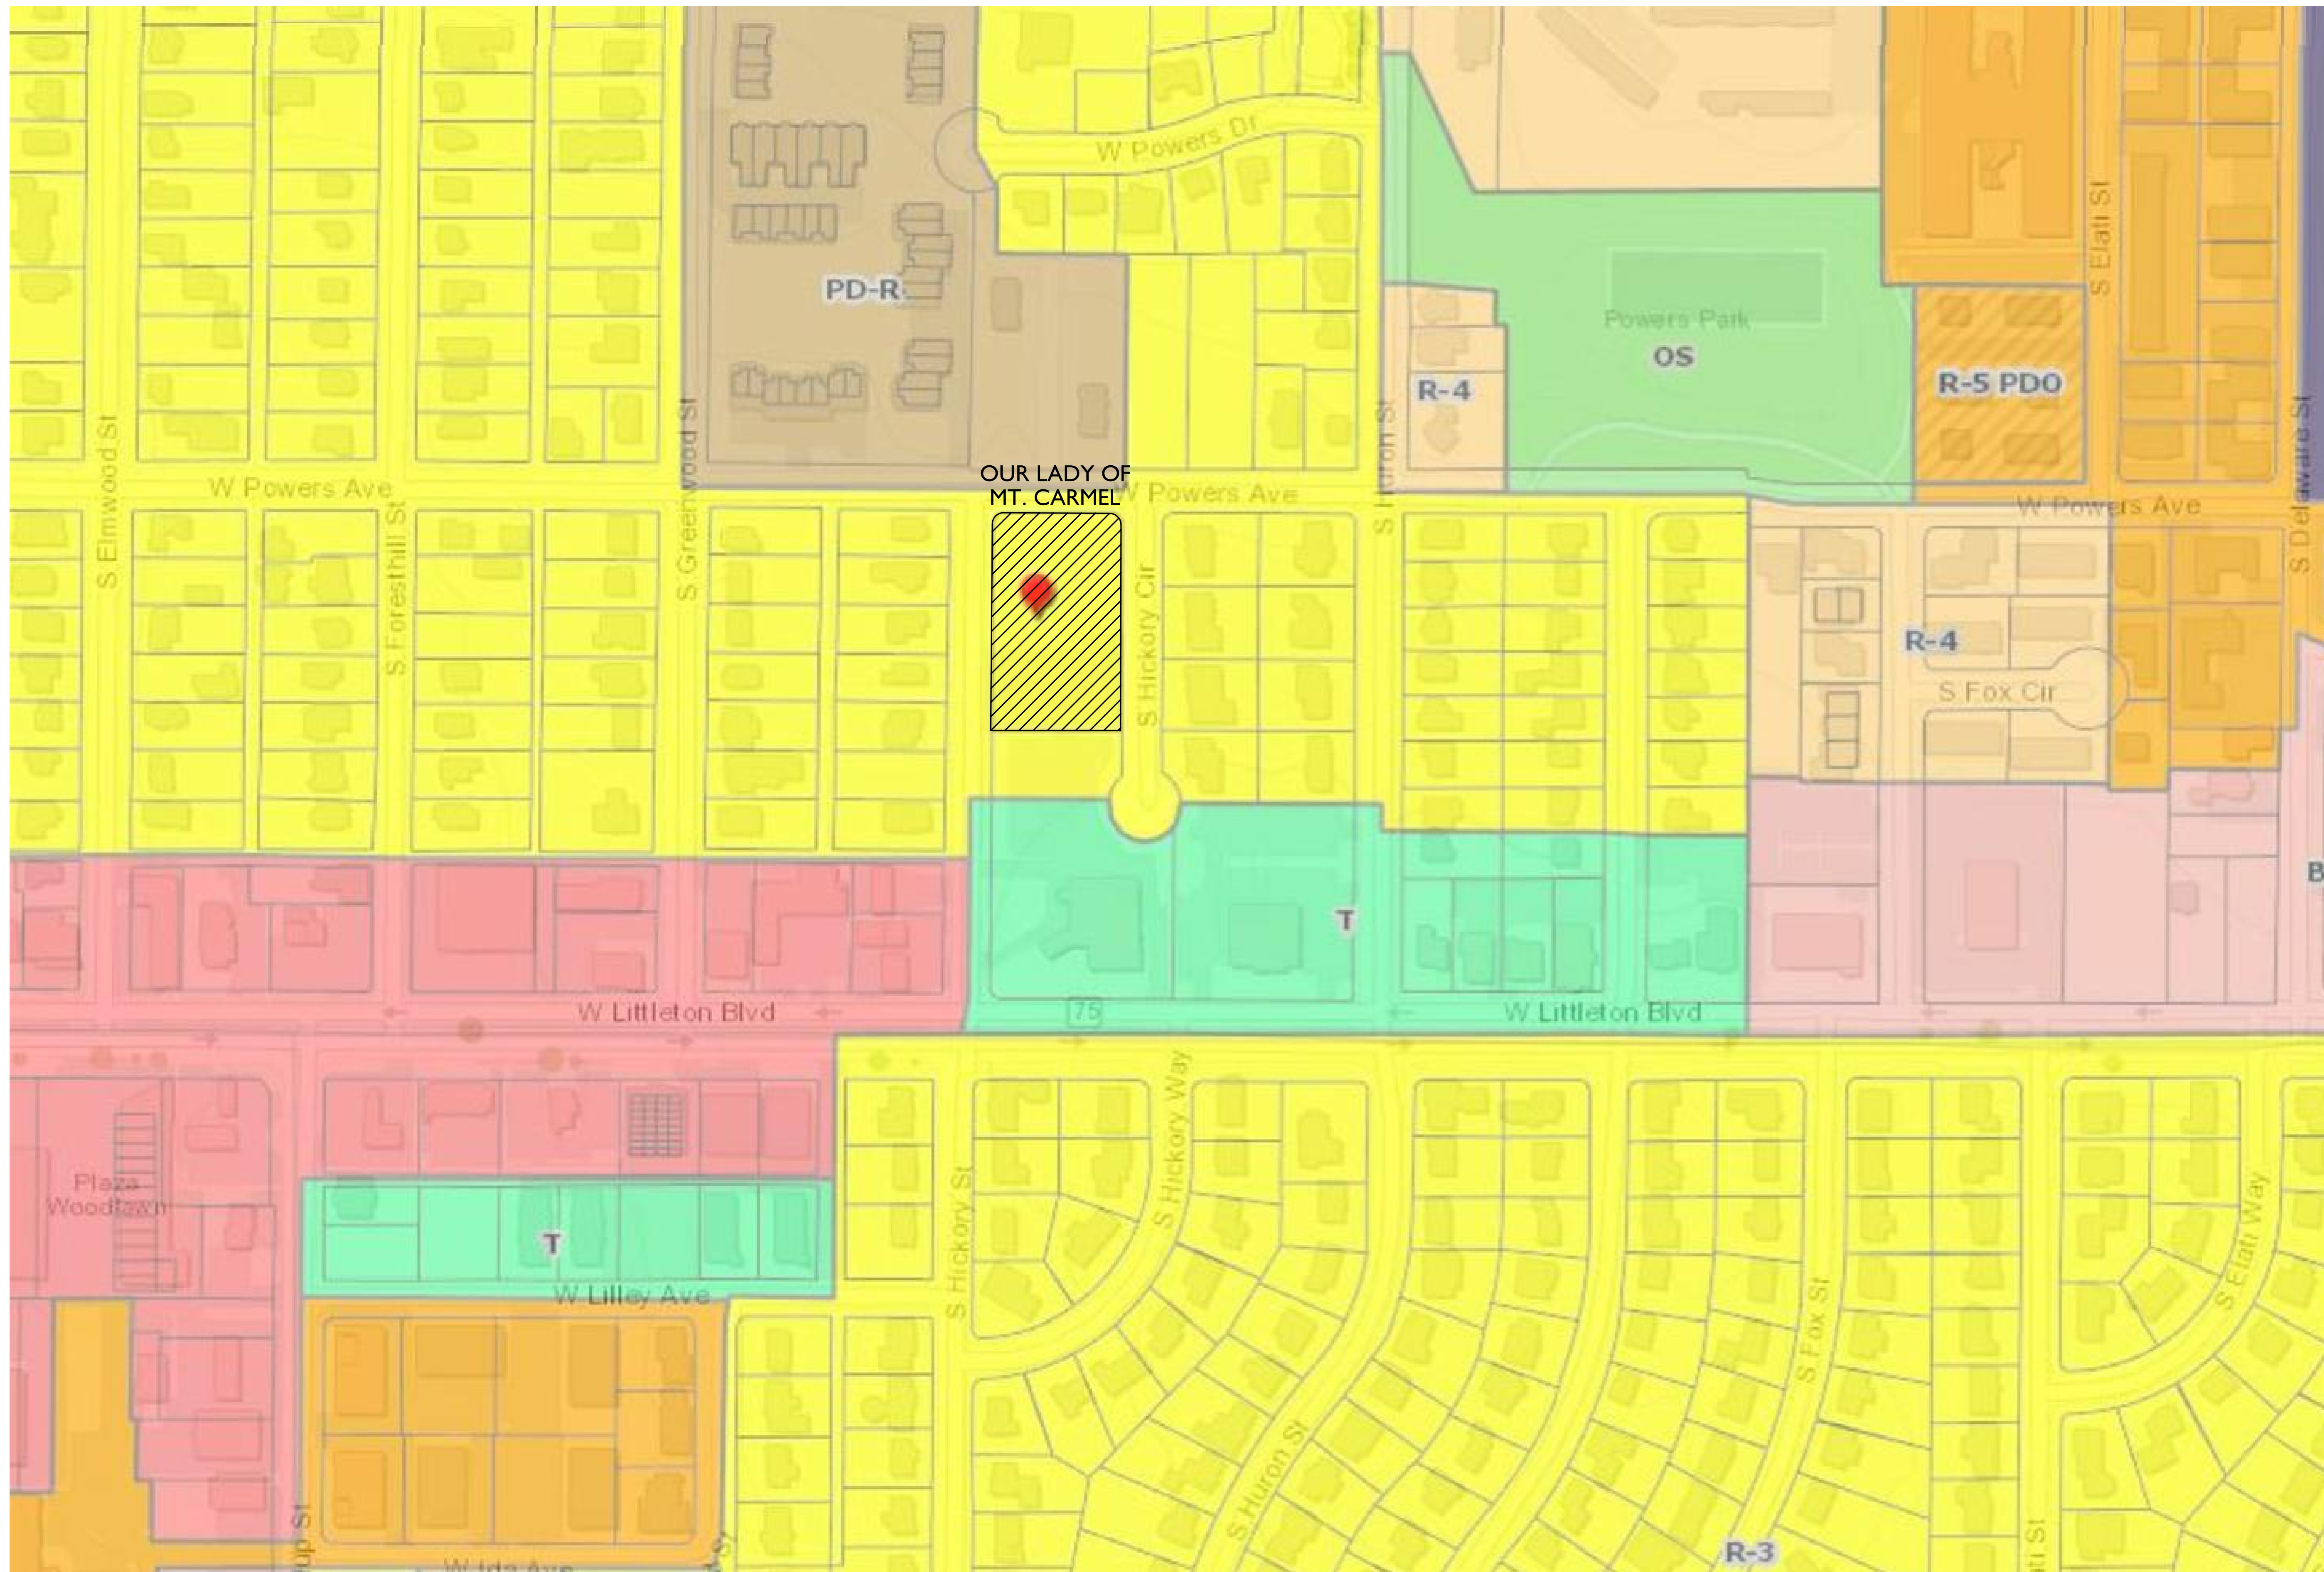 W Powers Dr
S Elati St
PD-R
Powers Park
OS
R-4
R-5 PDO
S Elmwood St
S Greenwood St
S Huron St
S Delaware St
OUR LADY OF
MT. CARMEL
W Powers Ave
W Powers Ave
W Powers Ave
S Foresthill St
S Hickory Cir
R-4
S Fox Cir
B
T
W Littleton Blvd
75
W Littleton Blvd
S Hickory Way
Plaza
Woodlawn
S Hickory St
S Elati Way
T
W Lilley Ave
S Fox St
S Huron St
R-3
W Ida Ave